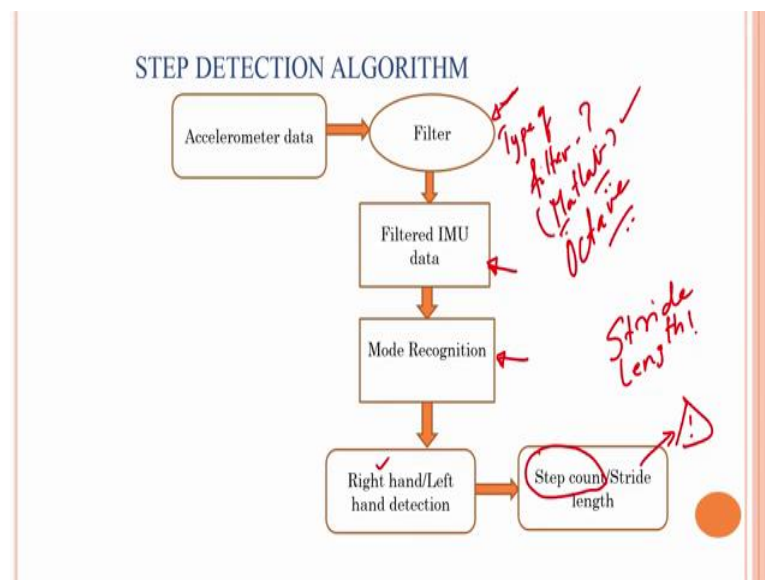 STEP DETECTION ALGORITHM
Accelerometer data
Filter
Type of
filter - ?
(Matlab)
Octave
Filtered IMU
data
Mode Recognition
Stride
length!
Right hand/Left
hand detection
Step count/Stride
length
!